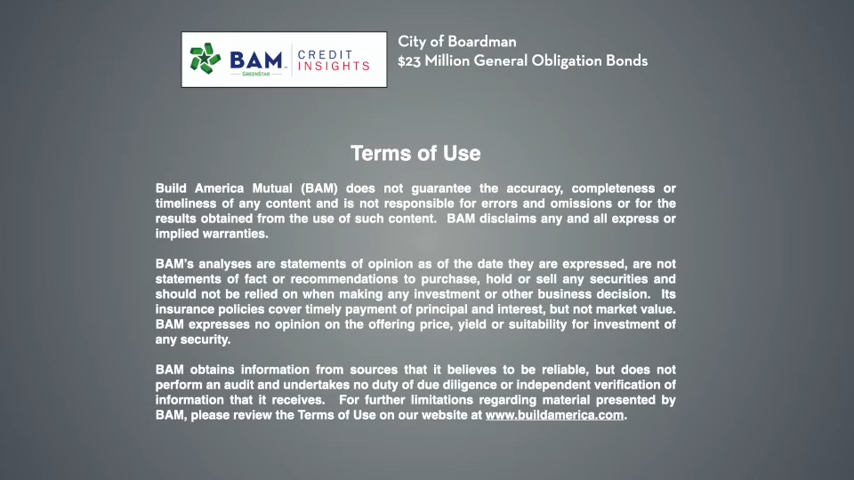 BAM CREDIT INSIGHTS
GREENSTAR
City of Boardman
$23 Million General Obligation Bonds
Terms of Use
Build America Mutual (BAM) does not guarantee the accuracy, completeness or
timeliness of any content and is not responsible for errors and omissions or for the
results obtained from the use of such content. BAM disclaims any and all express or
implied warranties.
BAM's analyses are statements of opinion as of the date they are expressed, are not
statements of fact or recommendations to purchase, hold or sell any securities and
should not be relied on when making any investment or other business decision. Its
insurance policies cover timely payment of principal and interest, but not market value.
BAM expresses no opinion on the offering price, yield or suitability for investment of
any security.
BAM obtains information from sources that it believes to be reliable, but does not
perform an audit and undertakes no duty of due diligence or independent verification of
information that it receives. For further limitations regarding material presented by
BAM, please review the Terms of Use on our website at www.buildamerica.com.